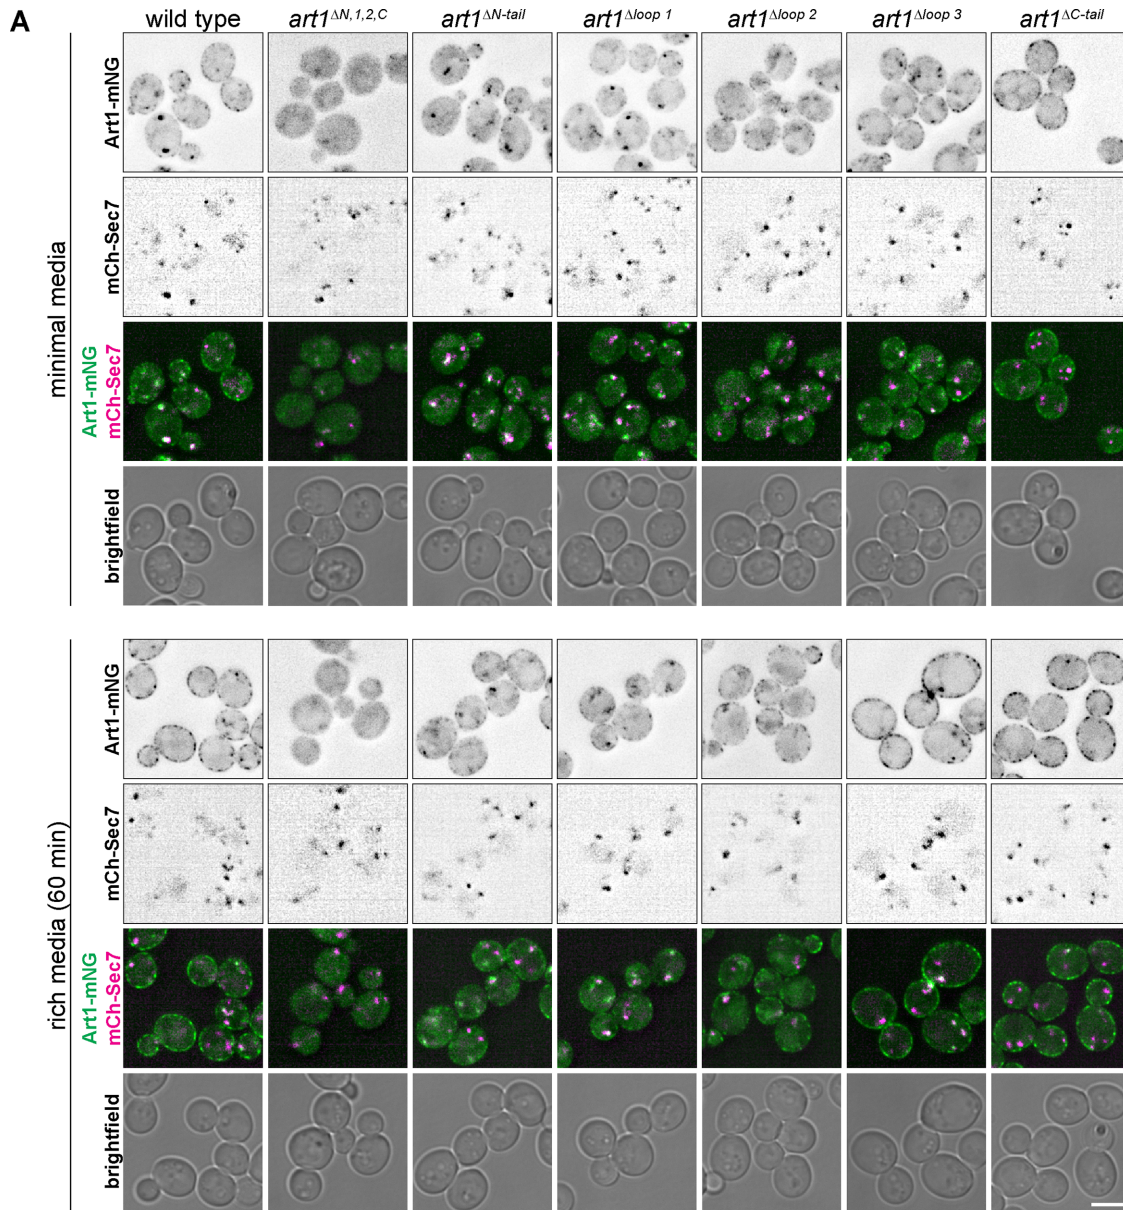 A
wild type
art1ΔN,1,2,C
art1ΔN-tail
art1Δloop 1
art1Δloop 2
art1Δloop 3
art1ΔC-tail
minimal media
Art1-mNG
mCh-Sec7
Art1-mNG
mCh-Sec7
brightfield
rich media (60 min)
Art1-mNG
mCh-Sec7
Art1-mNG
mCh-Sec7
brightfield